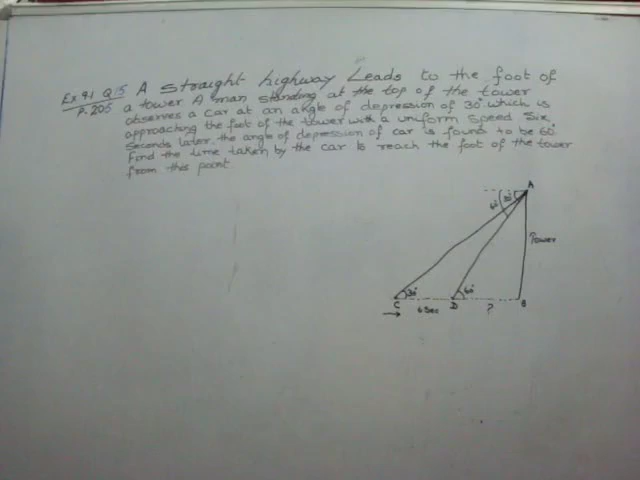 Ex 9.1 Q 15 A straight highway Leads to the foot of
P. 205 a tower A man standing at the top of the tower
observes a car at an angle of depression of 30° which is
approaching the foot of the tower with a uniform speed Six
seconds later, the angle of depression of car is found to be 60°.
Find the time taken by the car to reach the foot of the tower
from this point
A
60° 30°
Tower
30° 60°
C D B
6 Sec ?